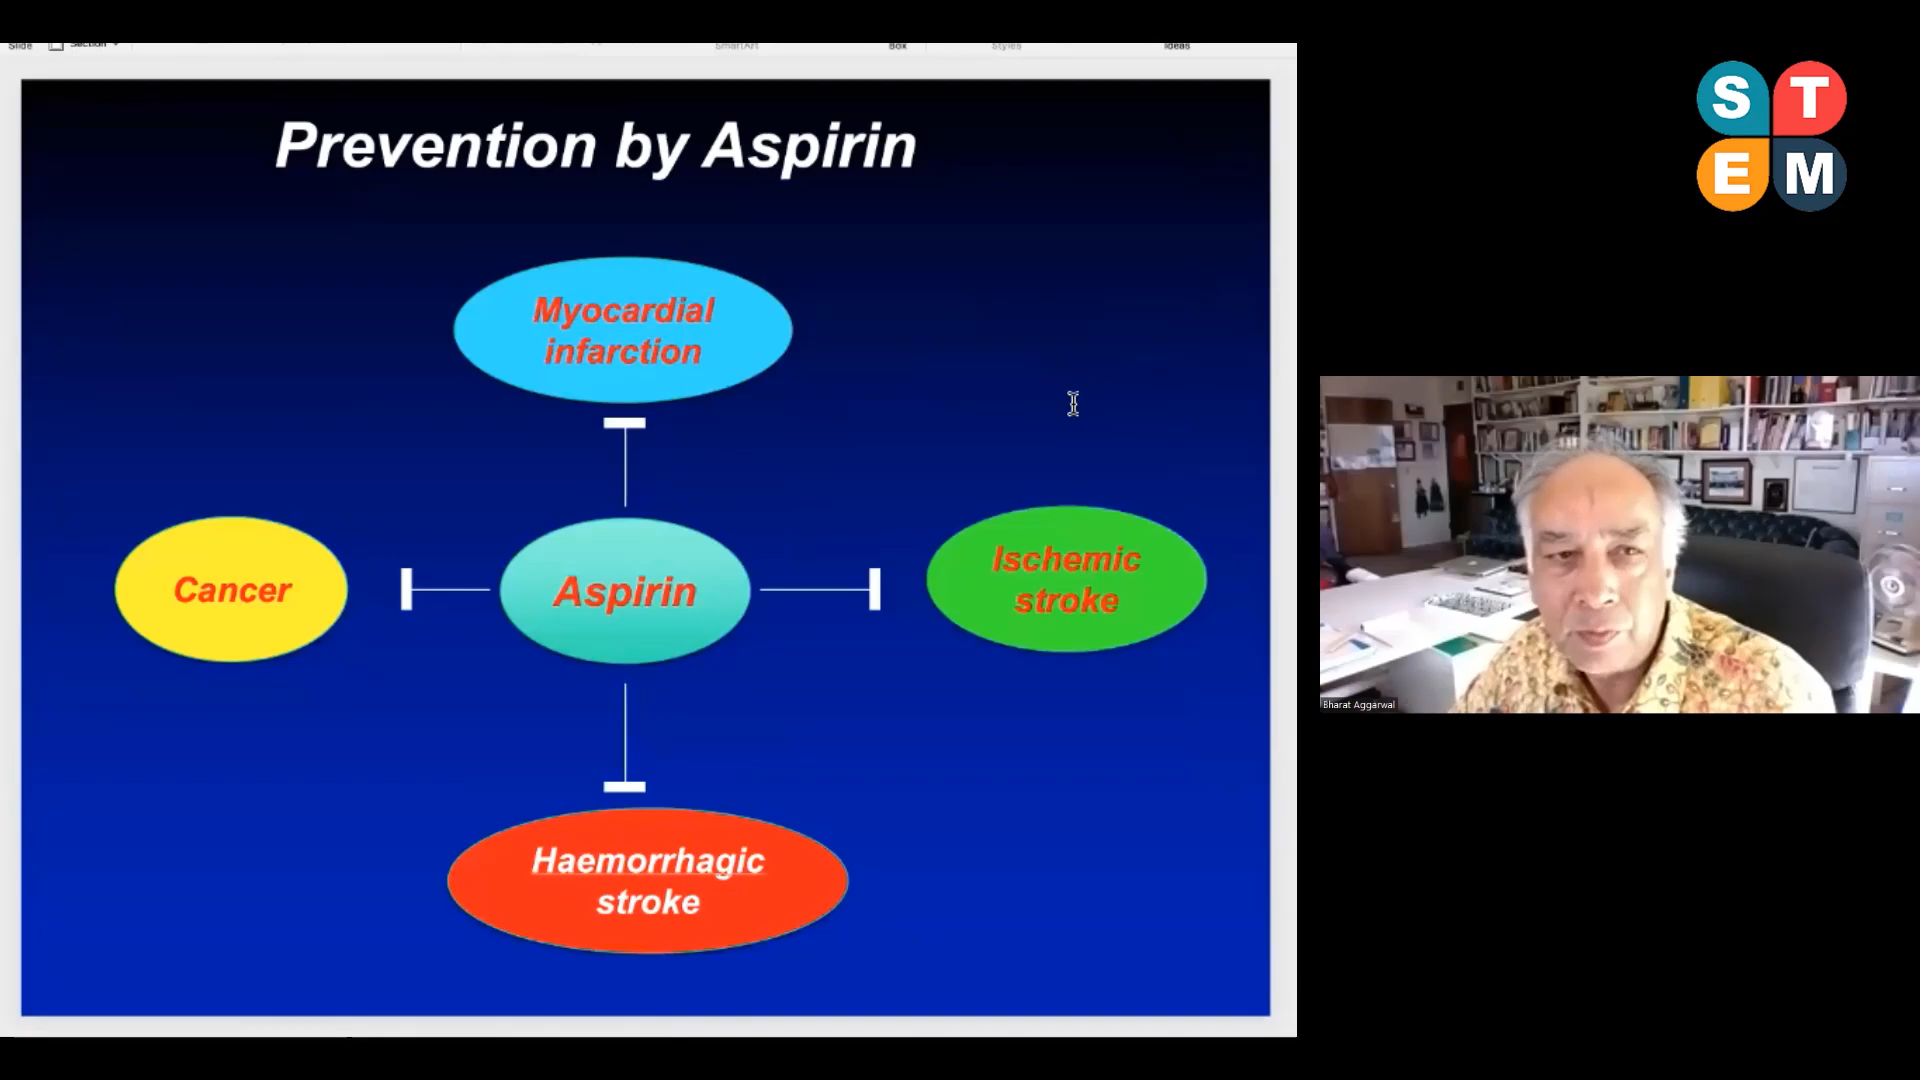 Slide
Section
SmartArt
Box
Styles
Ideas
Prevention by Aspirin
Myocardial
infarction
Cancer
Aspirin
Ischemic
stroke
Haemorrhagic
stroke
S T
E M
Bharat Aggarwal